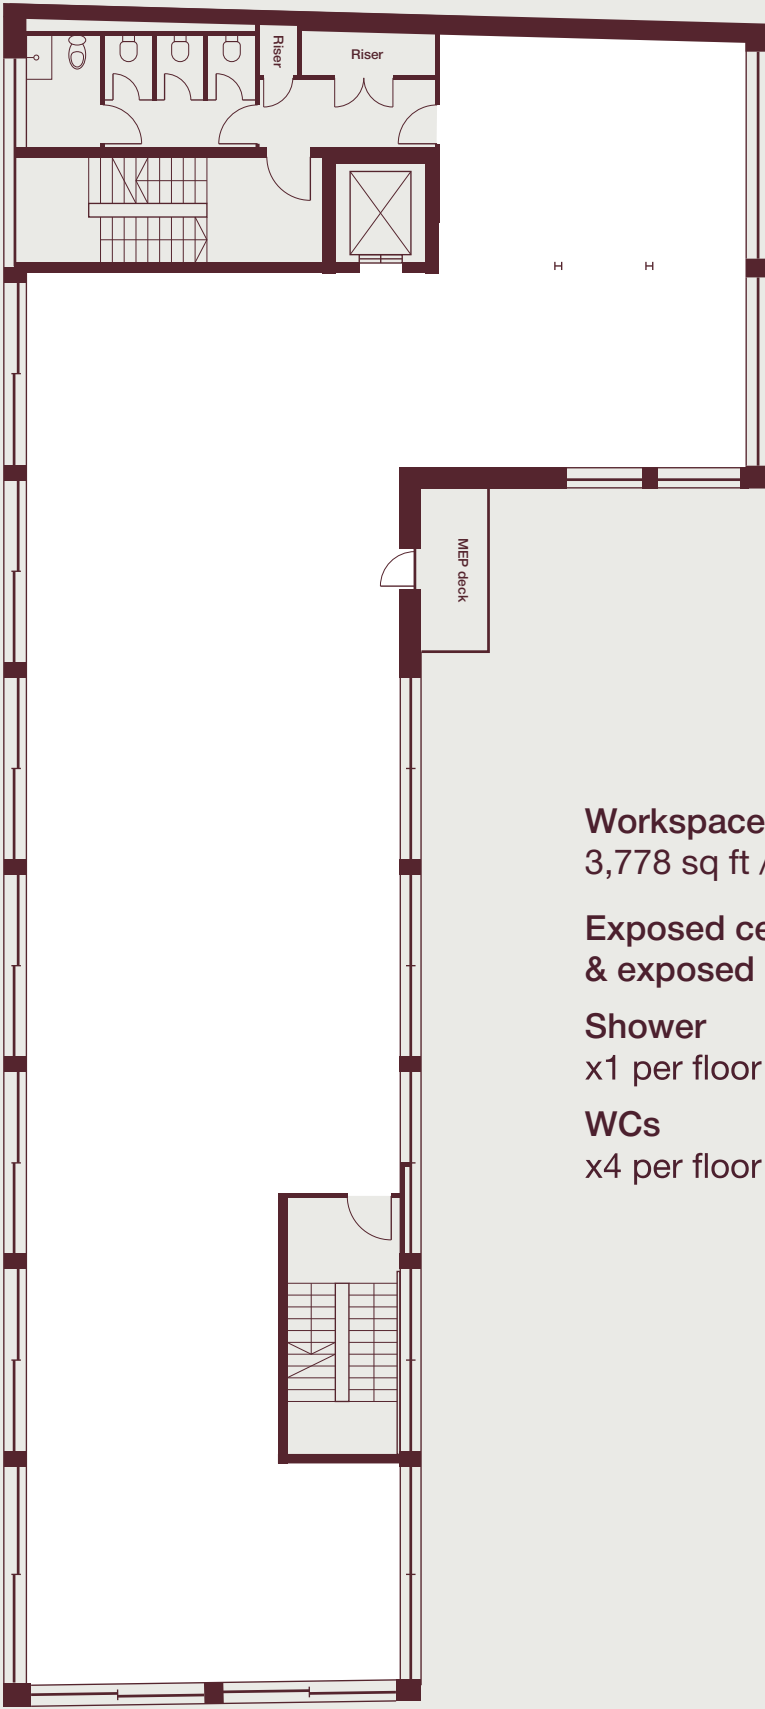 Riser
Riser
MEP deck
Workspace
3,778 sq ft /
Exposed ce
& exposed
Shower
x1 per floor
WCs
x4 per floor